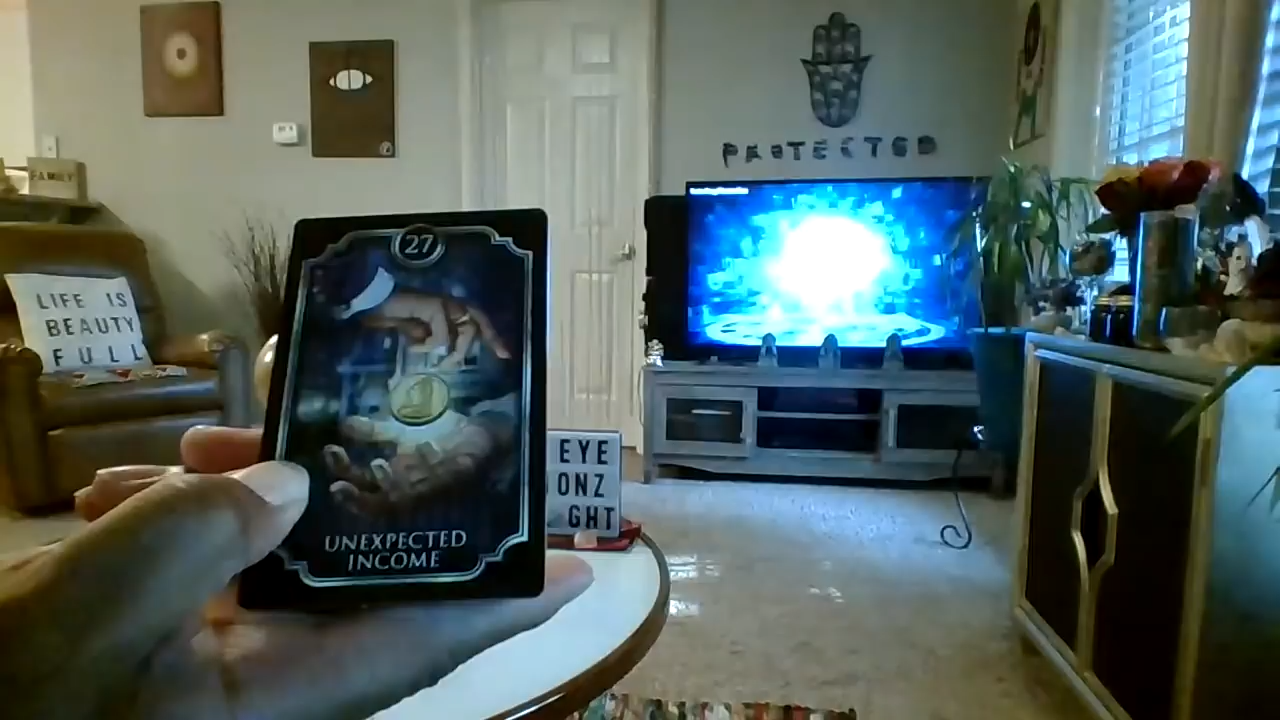 PROTECTED
FAMILY
LIFE IS
BEAUTY
FULL
27
UNEXPECTED
INCOME
EYE
ONZ
GHT